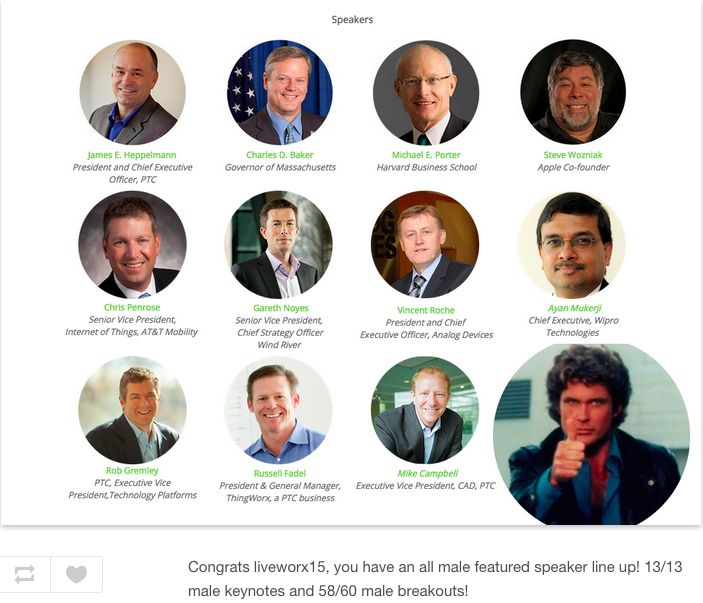 Speakers
James E. Heppelmann
President and Chief Executive
Officer, PTC
Charles D. Baker
Governor of Massachusetts
Michael E. Porter
Harvard Business School
Steve Wozniak
Apple Co-founder
Chris Penrose
Senior Vice President,
Internet of Things, AT&T Mobility
Gareth Noyes
Senior Vice President,
Chief Strategy Officer
Wind River
Vincent Roche
President and Chief
Executive Officer, Analog Devices
Ayan Mukerji
Chief Executive, Wipro
Technologies
Rob Gremley
PTC, Executive Vice
President,Technology Platforms
Russell Fadel
President & General Manager,
ThingWorx, a PTC business
Mike Campbell
Executive Vice President, CAD, PTC
Congrats liveworx15, you have an all male featured speaker line up! 13/13
male keynotes and 58/60 male breakouts!